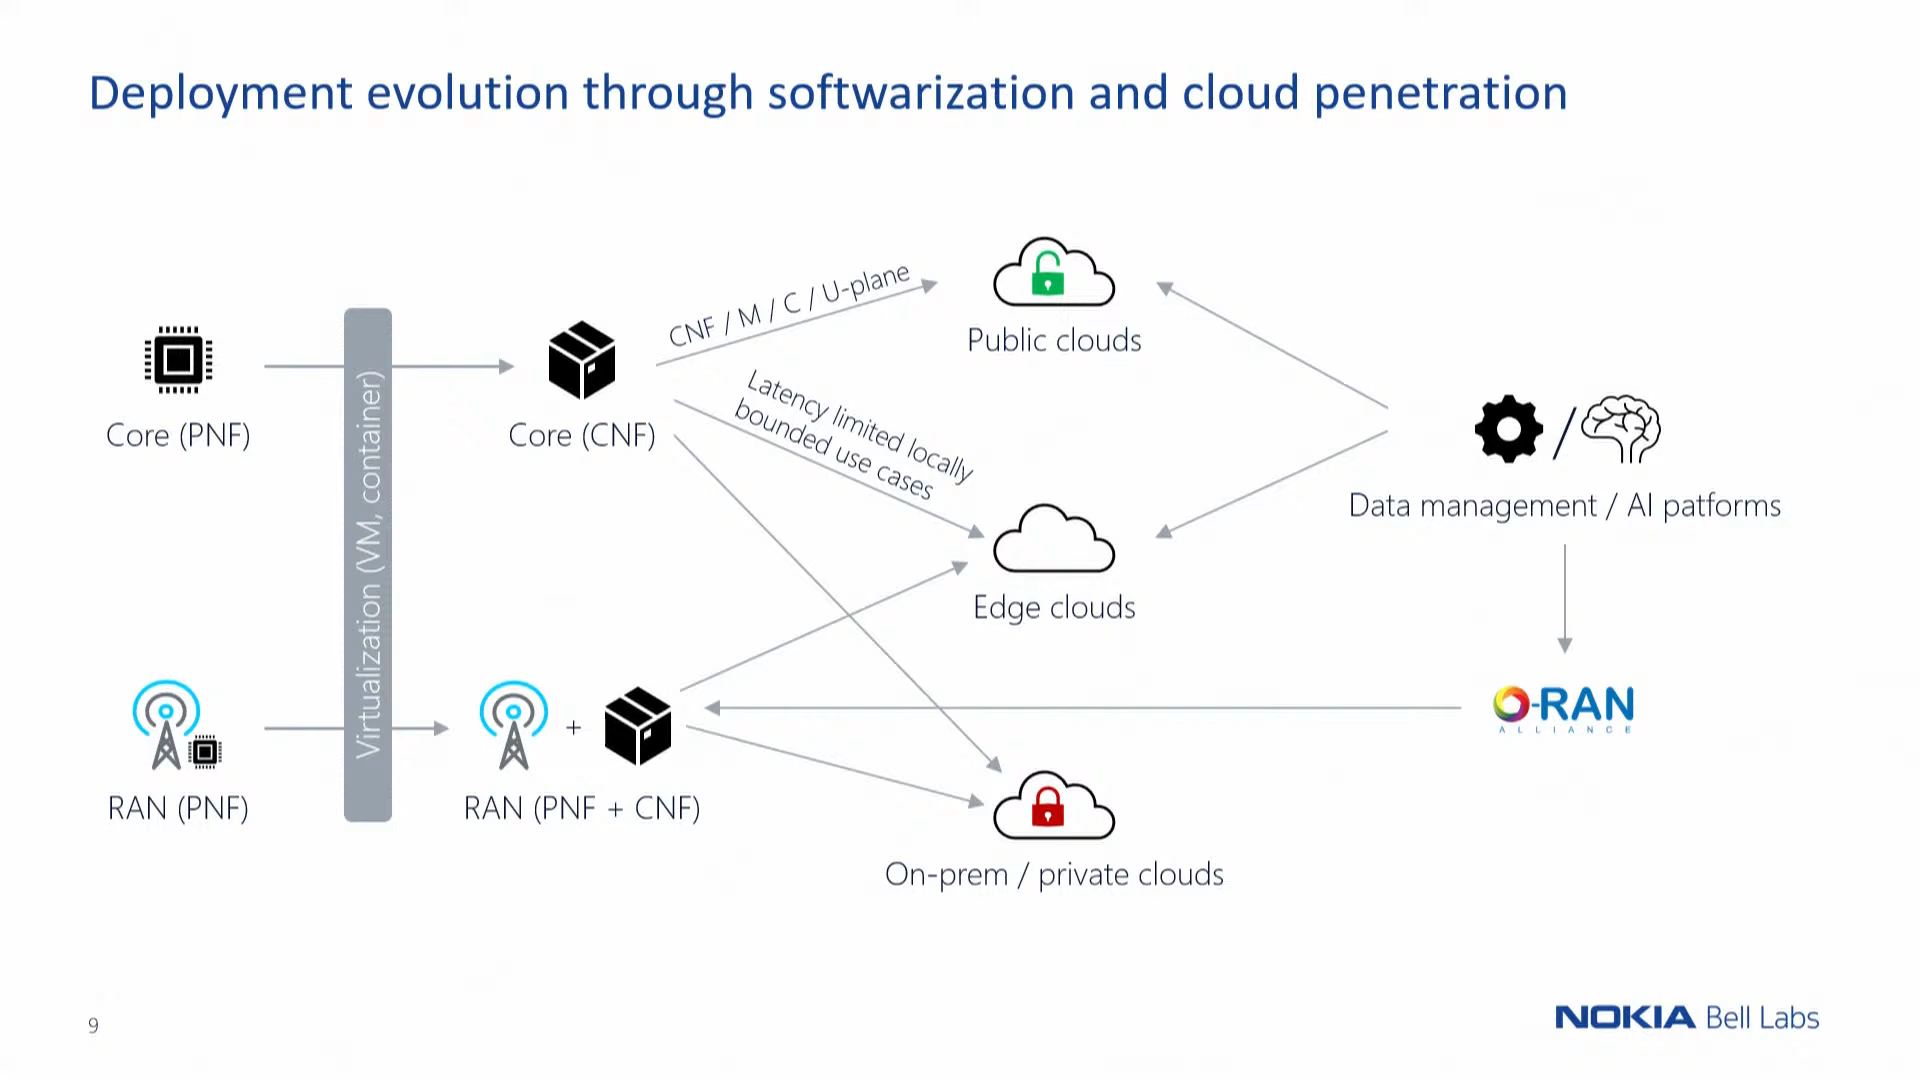 Deployment evolution through softwarization and cloud penetration
CNF / M / C / U-plane
Public clouds
Core (PNF)
Virtualization (VM, container)
Core (CNF)
Latency limited locally
bounded use cases
Data management / AI patforms
Edge clouds
O-RAN
ALLIANCE
+
RAN (PNF)
RAN (PNF + CNF)
On-prem / private clouds
9
NOKIA Bell Labs